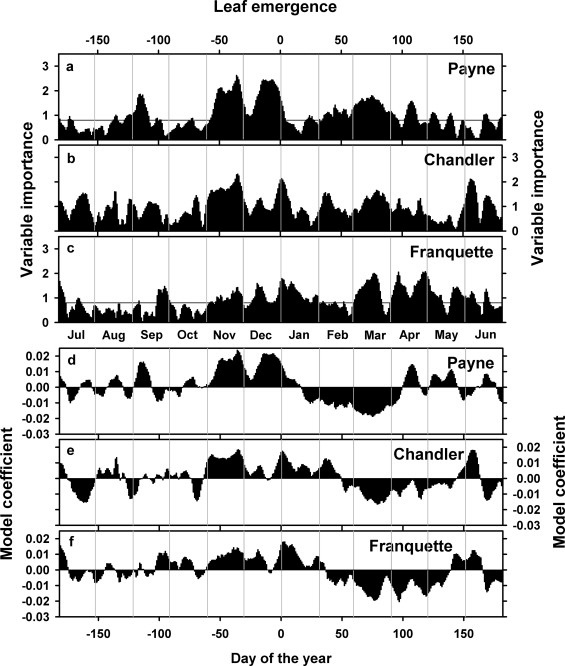 Leaf emergence
-150 -100 -50 0 50 100 150
a Payne
3
2
1
0
b Chandler
3
2
1
0
c Franquette
3
2
1
0
Variable importance
Variable importance
Jul Aug Sep Oct Nov Dec Jan Feb Mar Apr May Jun
d Payne
0.02
0.01
0.00
-0.01
-0.02
-0.03
e Chandler
0.02
0.01
0.00
-0.01
-0.02
-0.03
f Franquette
0.02
0.01
0.00
-0.01
-0.02
-0.03
Model coefficient
Model coefficient
-150 -100 -50 0 50 100 150
Day of the year